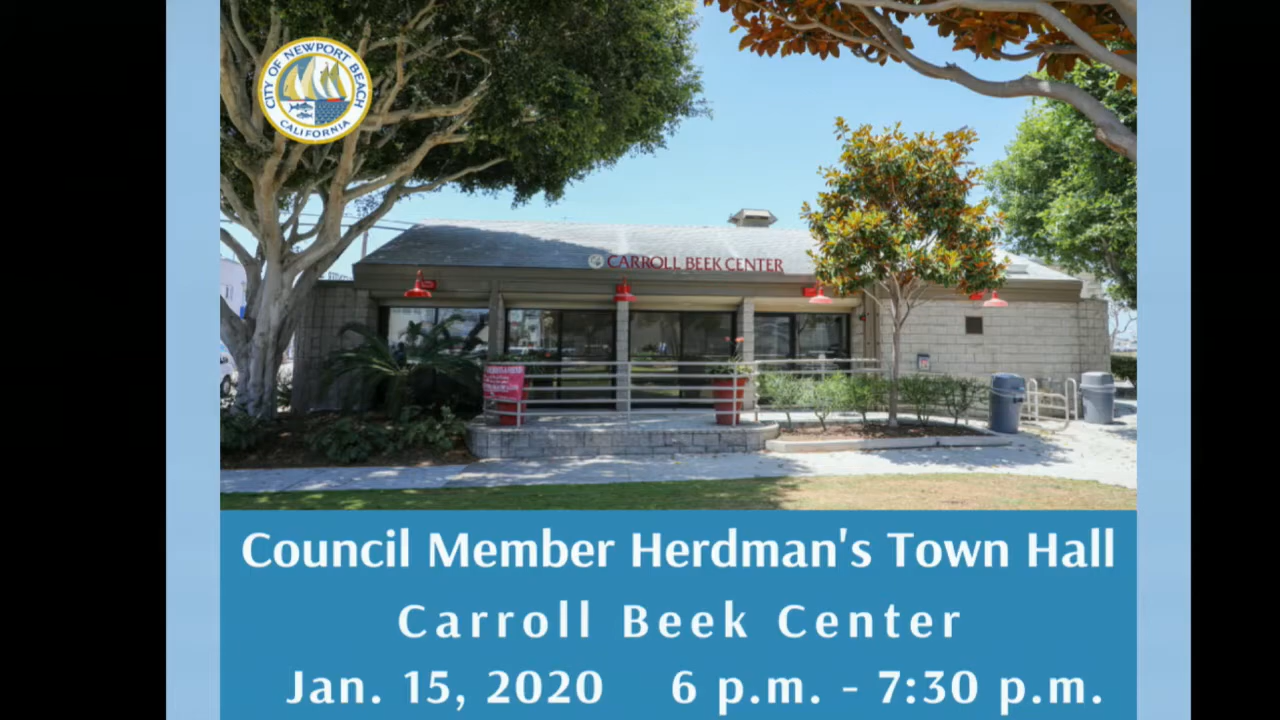 CITY OF NEWPORT BEACH
CALIFORNIA
CARROLL BEEK CENTER
Council Member Herdman's Town Hall
Carroll Beek Center
Jan. 15, 2020 6 p.m. - 7:30 p.m.